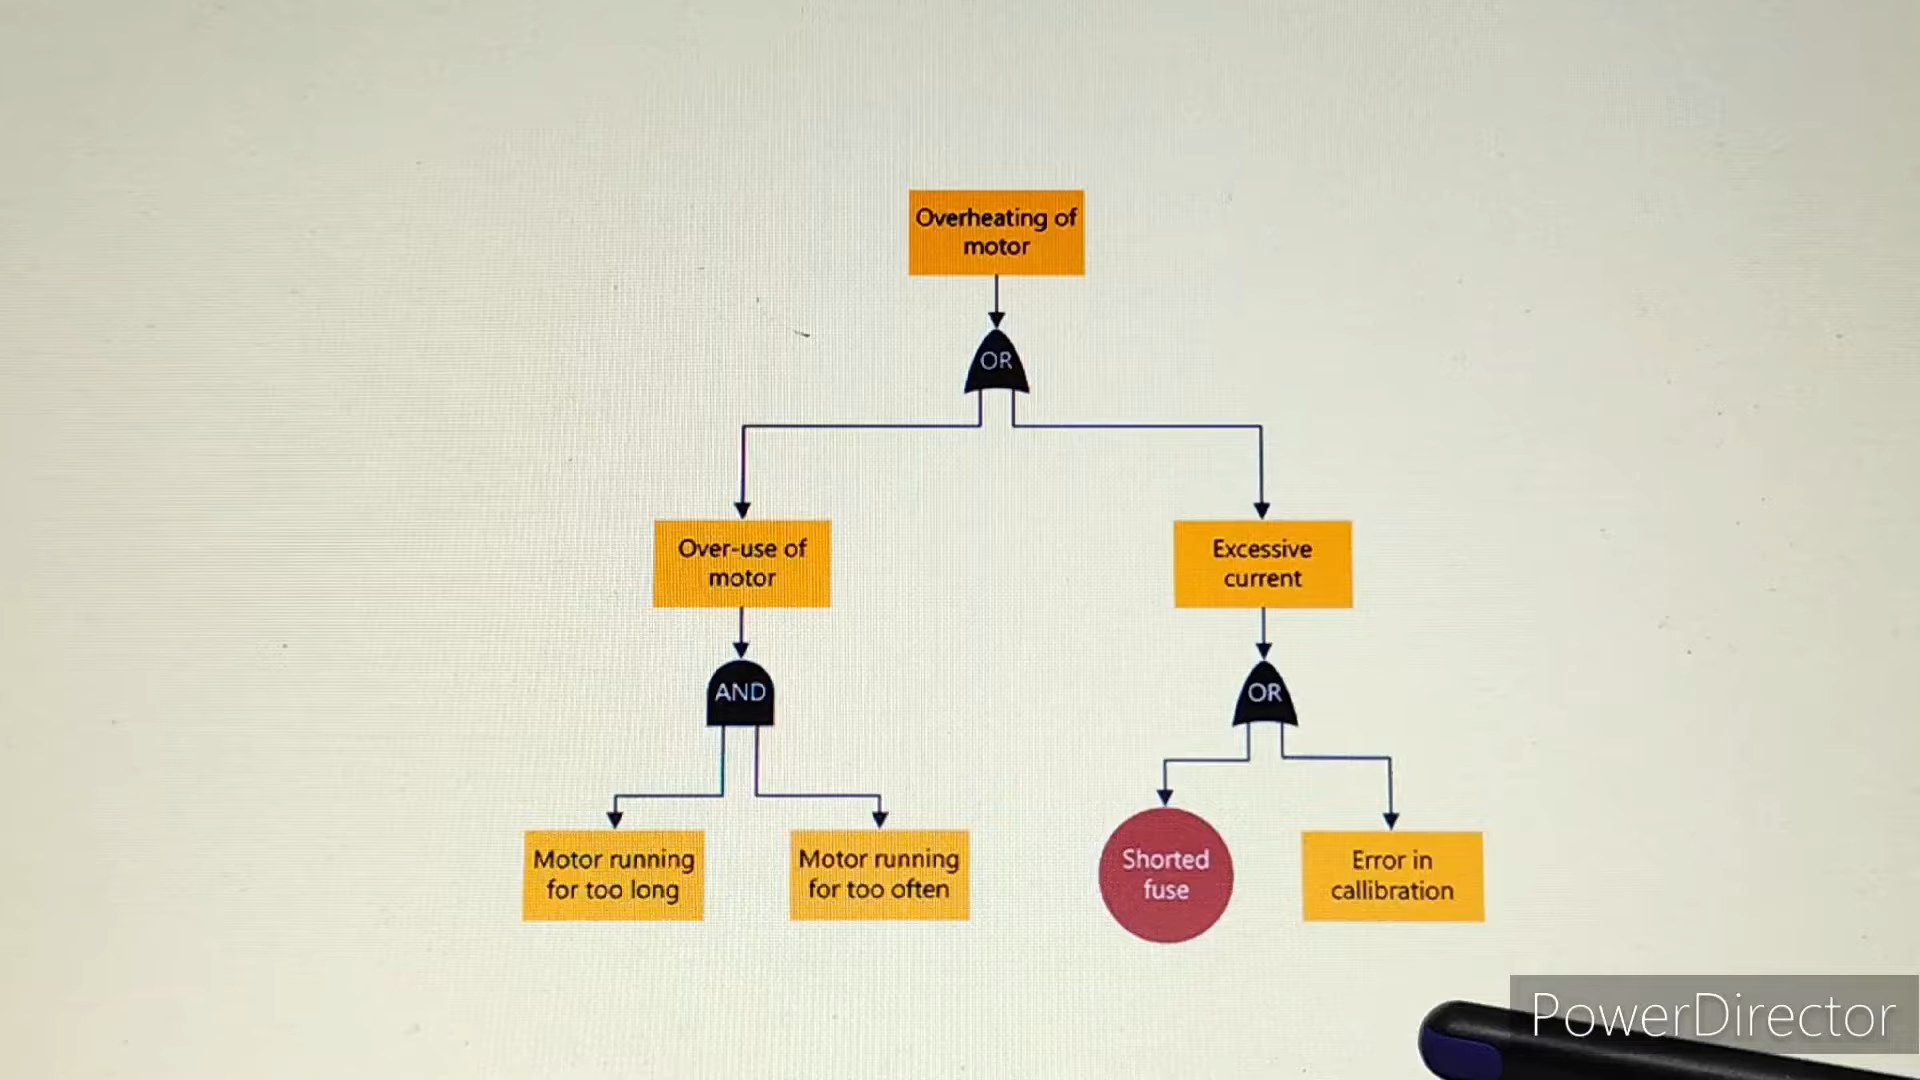 Overheating of
motor
OR
Over-use of
motor
Excessive
current
AND
OR
Motor running
for too long
Motor running
for too often
Shorted
fuse
Error in
callibration
PowerDirector